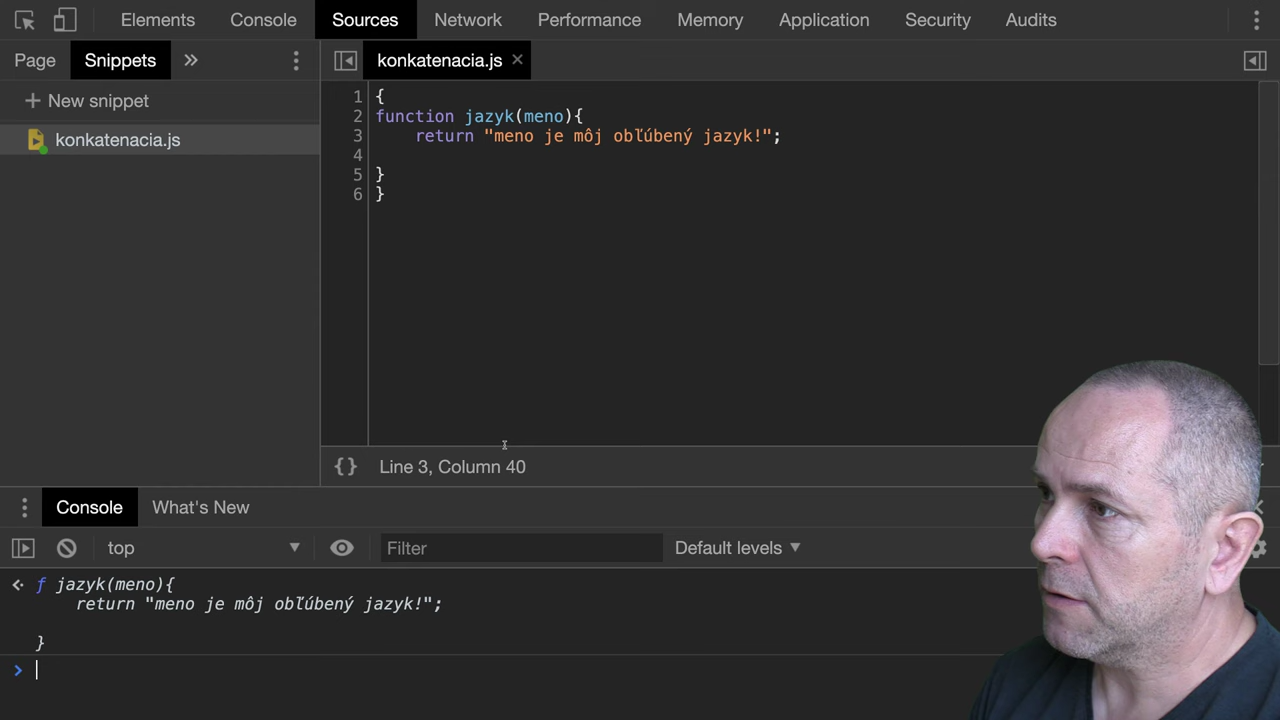 Elements Console Sources Network Performance Memory Application Security Audits
Page Snippets » konkatenacia.js ×
+ New snippet
konkatenacia.js
1 {
2 function jazyk(meno){
3 return "meno je môj obľúbený jazyk!";
4
5 }
6 }
{} Line 3, Column 40
Console What's New
top ▼ Filter Default levels ▼
f jazyk(meno){
return "meno je môj obľúbený jazyk!";
}
>